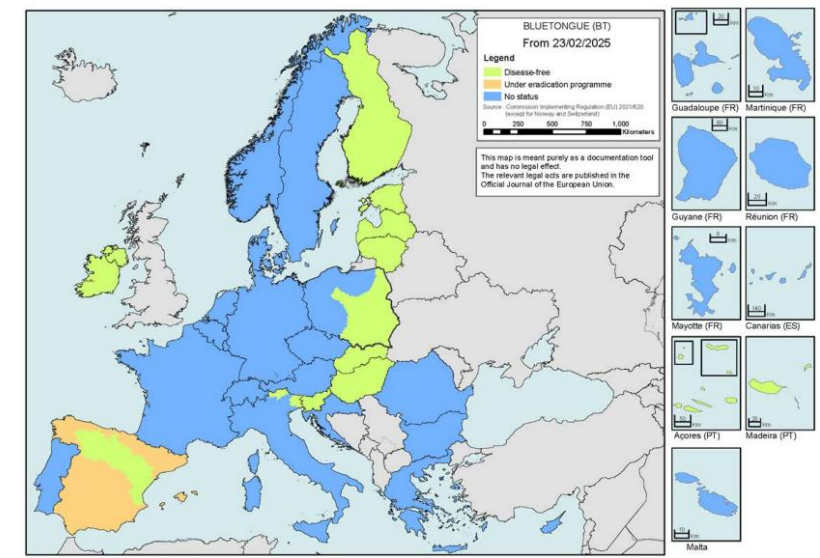 BLUETONGUE (BT)
From 23/02/2025
Legend
Disease-free
Under eradication programme
No status
Source: Commission Implementing Regulation (EU) 2021/620
(except for Norway and Switzerland)
0 250 500 750 1,000
Kilometers
This map is meant purely as a documentation tool
and has no legal effect.
The relevant legal acts are published in the
Official Journal of the European Union.
Guadaloupe (FR)
Martinique (FR)
Guyane (FR)
Réunion (FR)
Mayotte (FR)
Canarias (ES)
Açores (PT)
Madeira (PT)
Malta